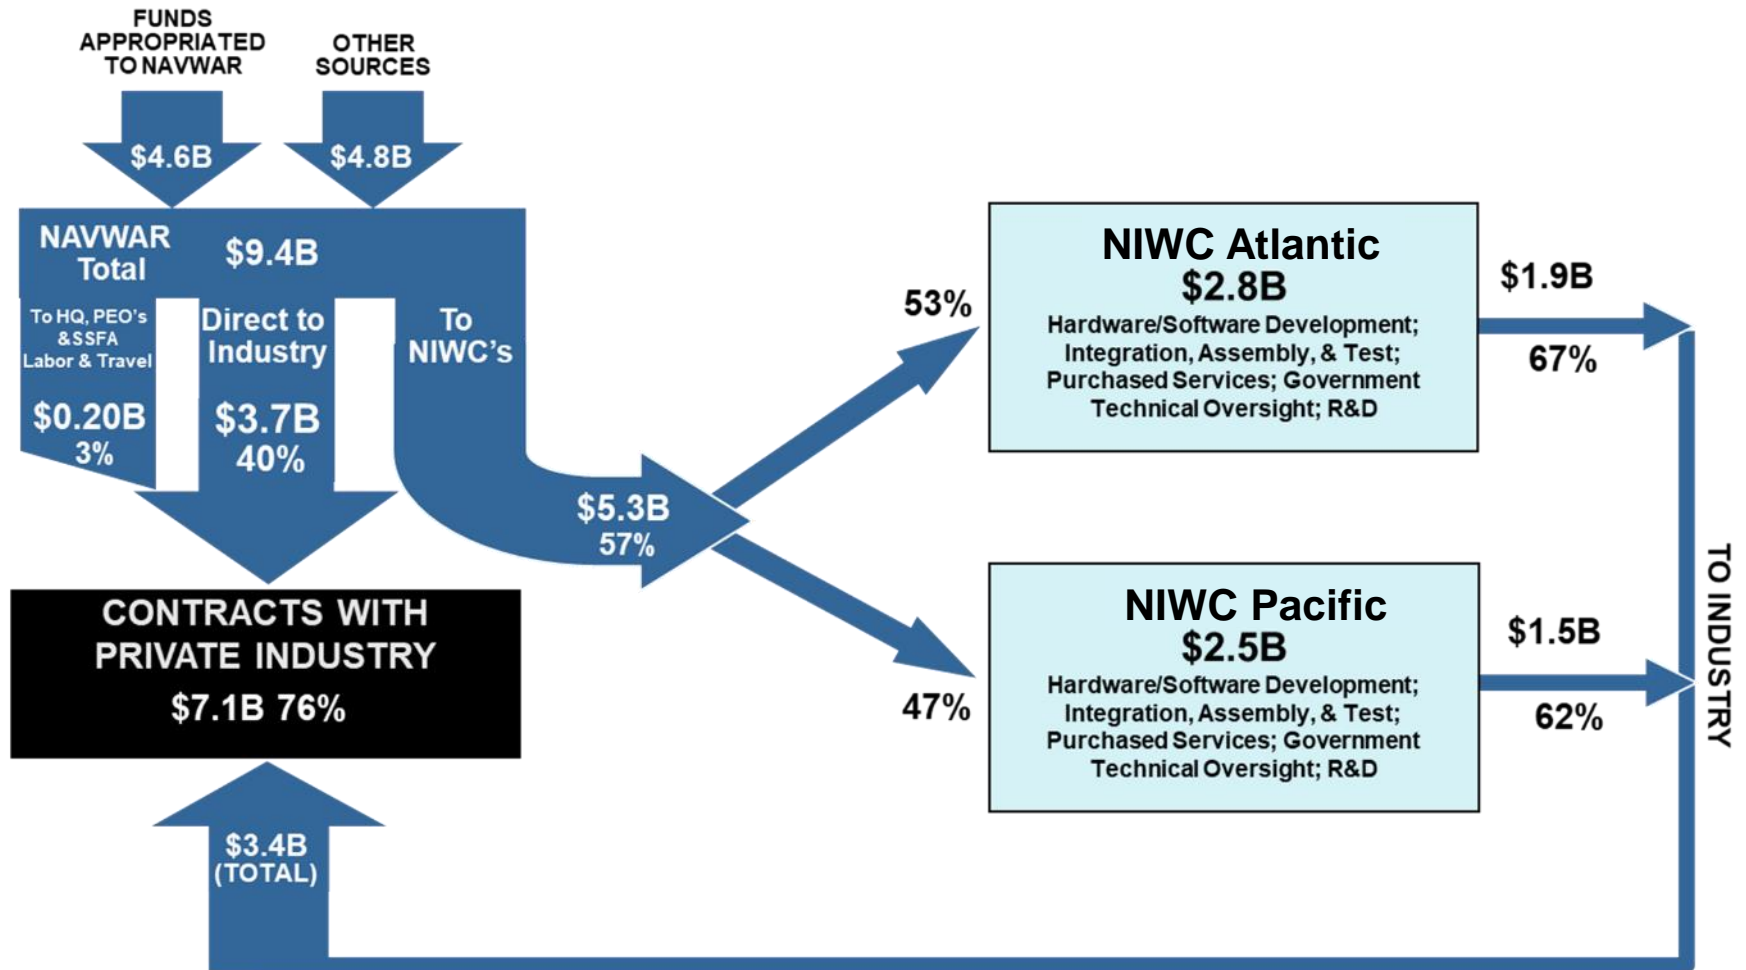 FUNDS
APPROPRIATED
TO NAVWAR
OTHER
SOURCES
$4.6B
$4.8B
NAVWAR
Total
$9.4B
To HQ, PEO's
&SSFA
Labor & Travel
$0.20B
3%
Direct to
Industry
$3.7B
40%
To
NIWC's
$5.3B
57%
53%
47%
NIWC Atlantic
$2.8B
Hardware/Software Development;
Integration, Assembly, & Test;
Purchased Services; Government
Technical Oversight; R&D
$1.9B
67%
NIWC Pacific
$2.5B
Hardware/Software Development;
Integration, Assembly, & Test;
Purchased Services; Government
Technical Oversight; R&D
$1.5B
62%
TO INDUSTRY
CONTRACTS WITH
PRIVATE INDUSTRY
$7.1B 76%
$3.4B
(TOTAL)